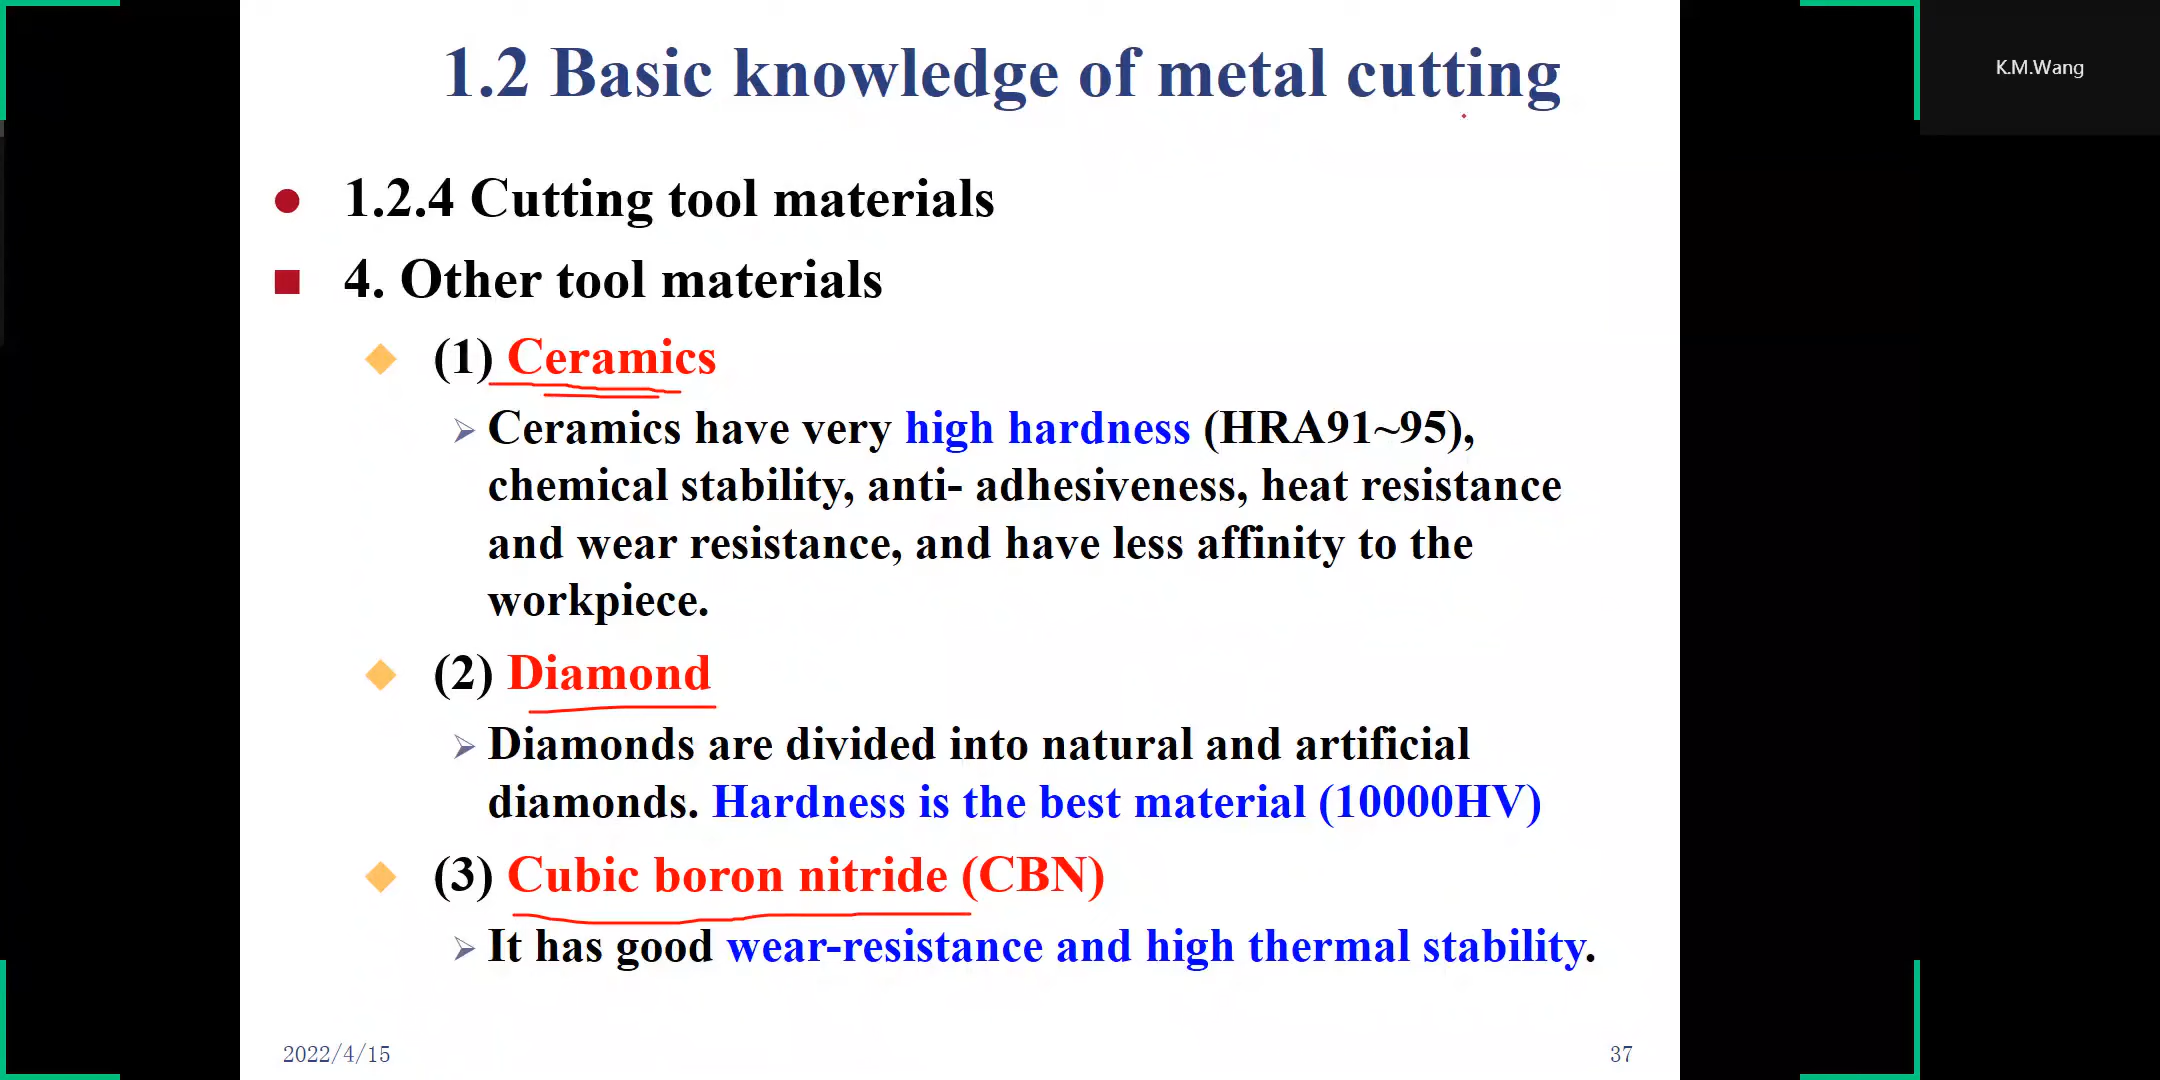 1.2 Basic knowledge of metal cutting
K.M.Wang
1.2.4 Cutting tool materials
4. Other tool materials
(1) Ceramics
Ceramics have very high hardness (HRA91~95),
chemical stability, anti- adhesiveness, heat resistance
and wear resistance, and have less affinity to the
workpiece.
(2) Diamond
Diamonds are divided into natural and artificial
diamonds. Hardness is the best material (10000HV)
(3) Cubic boron nitride (CBN)
It has good wear-resistance and high thermal stability.
2022/4/15
37